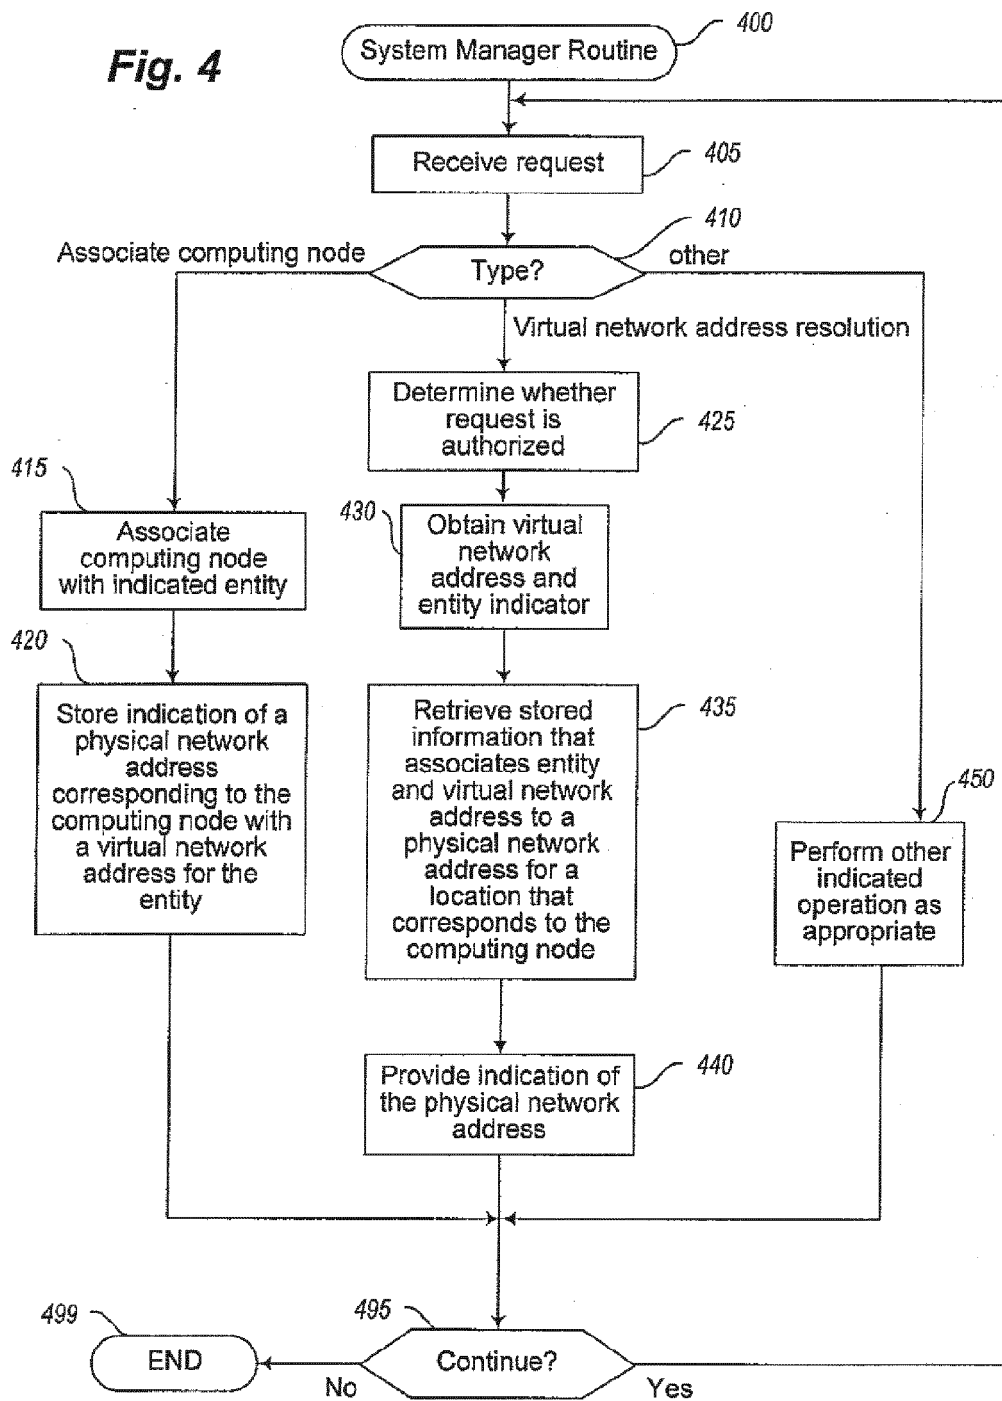 Fig. 4
System Manager Routine
400
Receive request
405
410
Associate computing node
Type?
other
Virtual network address resolution
Determine whether
request is
authorized
425
415
Associate
computing node
with indicated entity
430
Obtain virtual
network
address and
entity indicator
420
Store indication of a
physical network
address
corresponding to the
computing node with
a virtual network
address for the
entity
Retrieve stored
information that
associates entity
and virtual network
address to a
physical network
address for a
location that
corresponds to the
computing node
435
450
Perform other
indicated
operation as
appropriate
Provide indication of
the physical network
address
440
499
END
495
Continue?
No
Yes